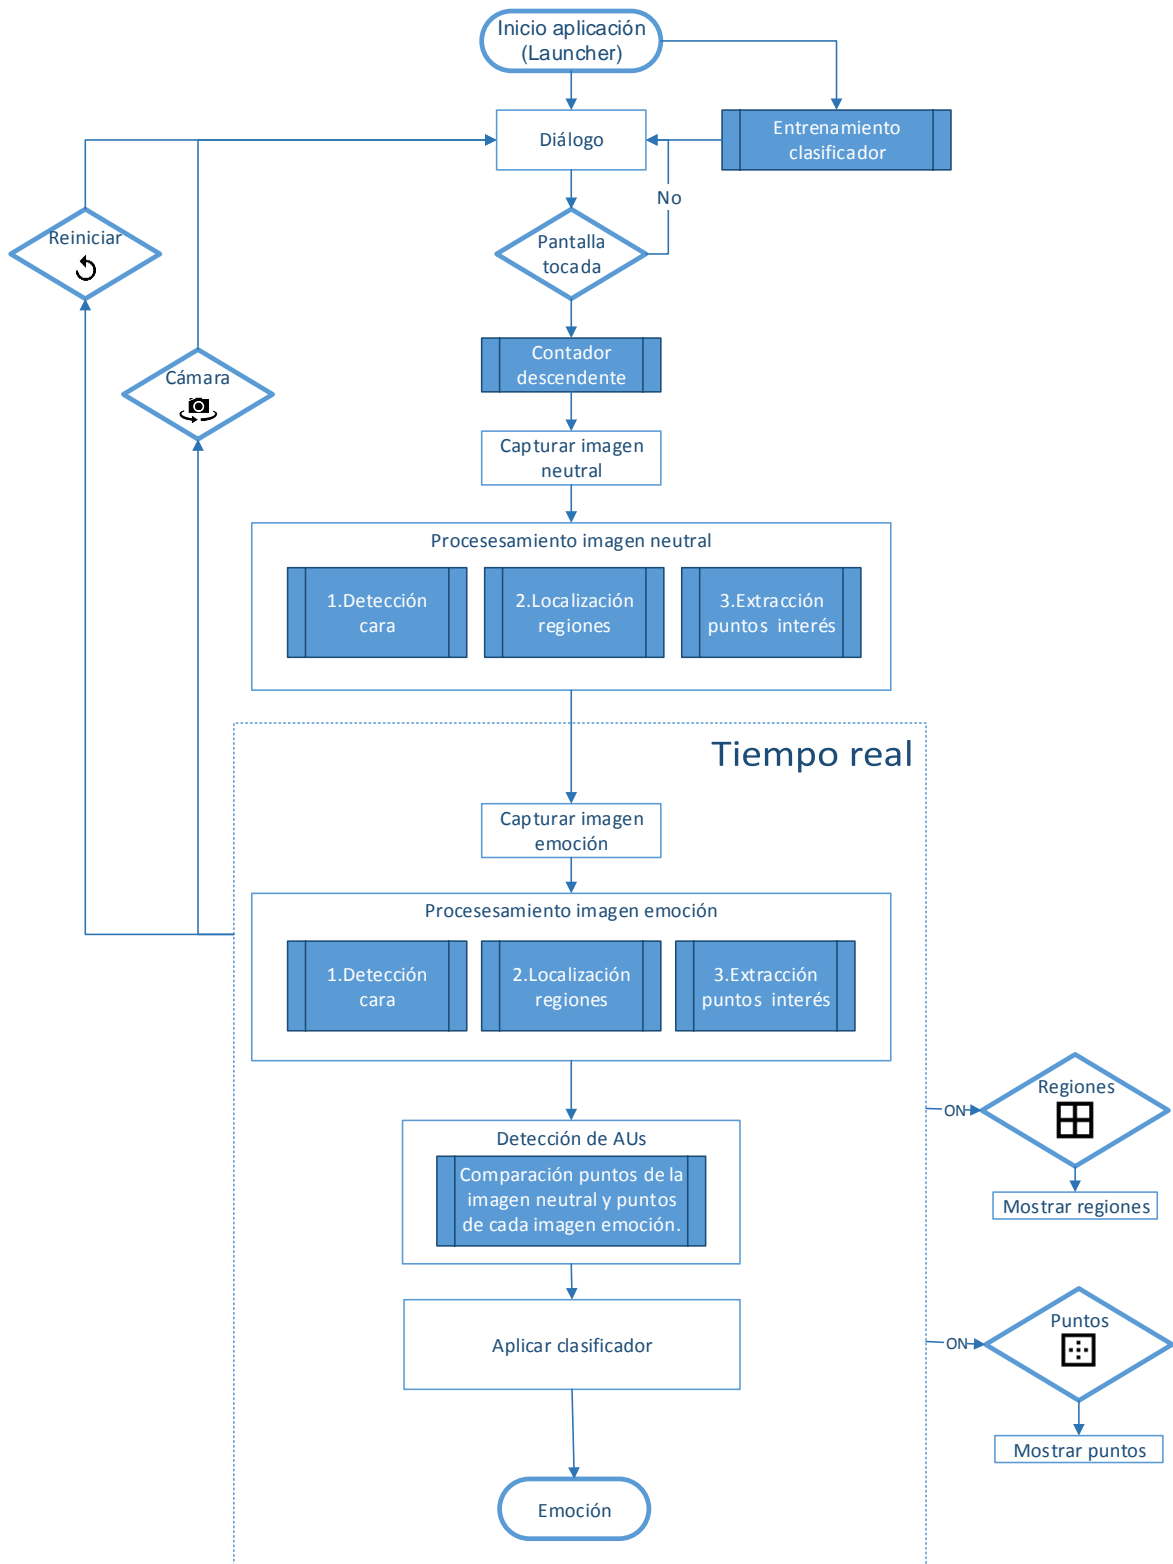 Inicio aplicación
(Launcher)
Diálogo
Entrenamiento
clasificador
No
Reiniciar
Pantalla
tocada
Contador
descendente
Cámara
Capturar imagen
neutral
Procesesamiento imagen neutral
1.Detección
cara
2.Localización
regiones
3.Extracción
puntos interés
Tiempo real
Capturar imagen
emoción
Procesesamiento imagen emoción
1.Detección
cara
2.Localización
regiones
3.Extracción
puntos interés
Regiones
ON
Detección de AUs
Comparación puntos de la
imagen neutral y puntos
de cada imagen emoción.
Mostrar regiones
Puntos
ON
Aplicar clasificador
Mostrar puntos
Emoción